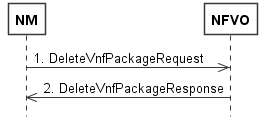 NM NFVO
1. DeleteVnfPackageRequest
2. DeleteVnfPackageResponse